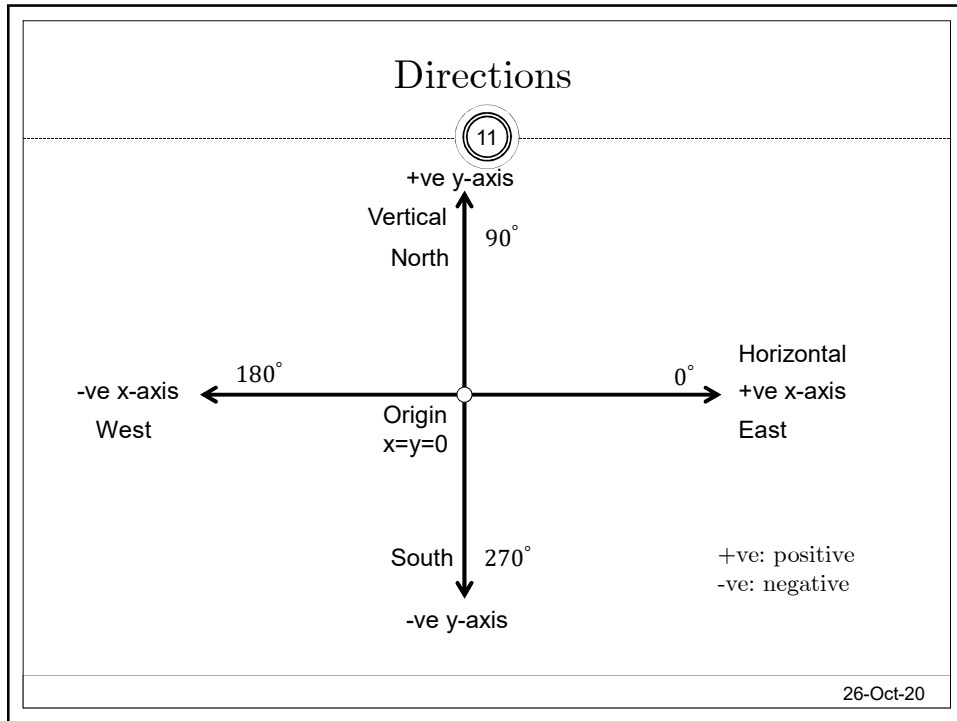 Directions
11
+ve y-axis
Vertical
90°
North
Horizontal
180°
0°
-ve x-axis
+ve x-axis
West
Origin
East
x=y=0
South
270°
+ve: positive
-ve: negative
-ve y-axis
26-Oct-20